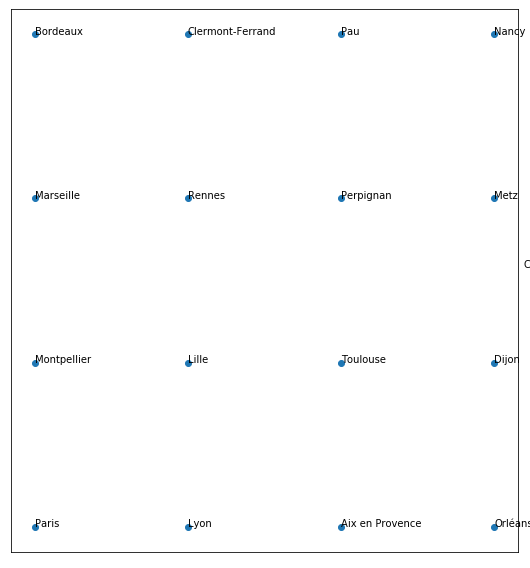 Bordeaux
Clermont-Ferrand
Pau
Nancy
Marseille
Rennes
Perpignan
Metz
Montpellier
Lille
Toulouse
Dijon
Paris
Lyon
Aix en Provence
Orléans